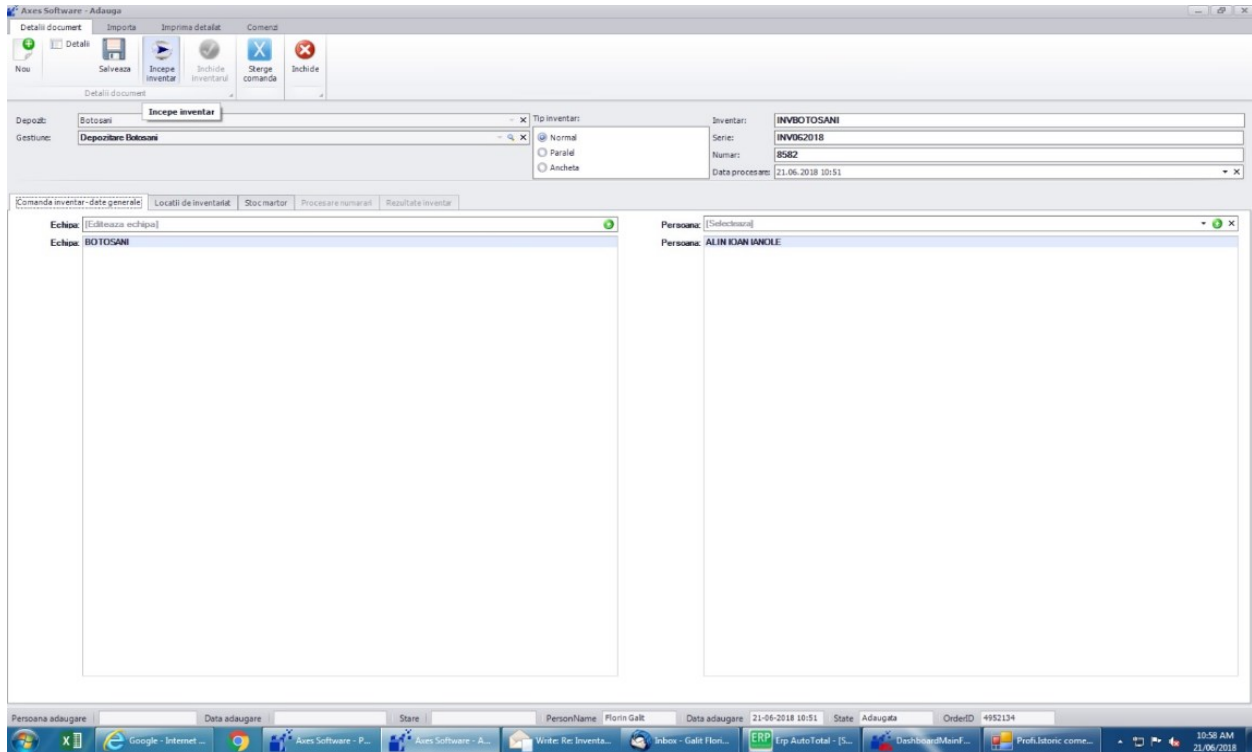 Axes Software - Adauga
Detalii document Importa Imprima detaliat Comenzi
Nou
Detalii
Salveaza
Incepe inventar
Inchide inventarul
Sterge comanda
Inchide
Detalii document
Incepe inventar
Depozit: Botosani
Gestiune: Depozitare Botosani
Tip inventar:
Normal
Paralel
Ancheta
Inventar: INVBOTOSANI
Serie: INV062018
Numar: 8582
Data procesare: 21.06.2018 10:51
Comanda inventar-date generale Locatii de inventariat Stoc martor Procesare numarari Rezultate inventar
Echipa: [Editeaza echipa]
Persoana: [Selecteaza]
Echipa: BOTOSANI
Persoana: ALIN IOAN IANOLE
Persoana adaugare Data adaugare Stare PersonName Florin Galit Data adaugare 21-06-2018 10:51 State Adaugata OrderID 4952134
Google - Internet ... Axes Software - P... Axes Software - A... Write: Re: Inventa... Inbox - Galit Flori... ERP Erp AutoTotal - [S... DashboardMainF... Profi.Istoric come... 10:58 AM
21/06/2018